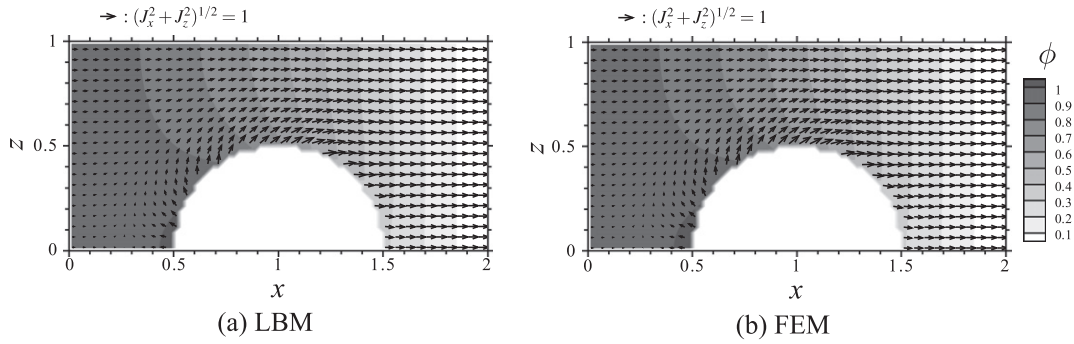 : (J_x^2 + J_z^2)^{1/2} = 1
1
z
0.5
0
0 0.5 1 1.5 2
x
(a) LBM
: (J_x^2 + J_z^2)^{1/2} = 1
1
z
0.5
0
0 0.5 1 1.5 2
x
(b) FEM
ϕ
1
0.9
0.8
0.7
0.6
0.5
0.4
0.3
0.2
0.1